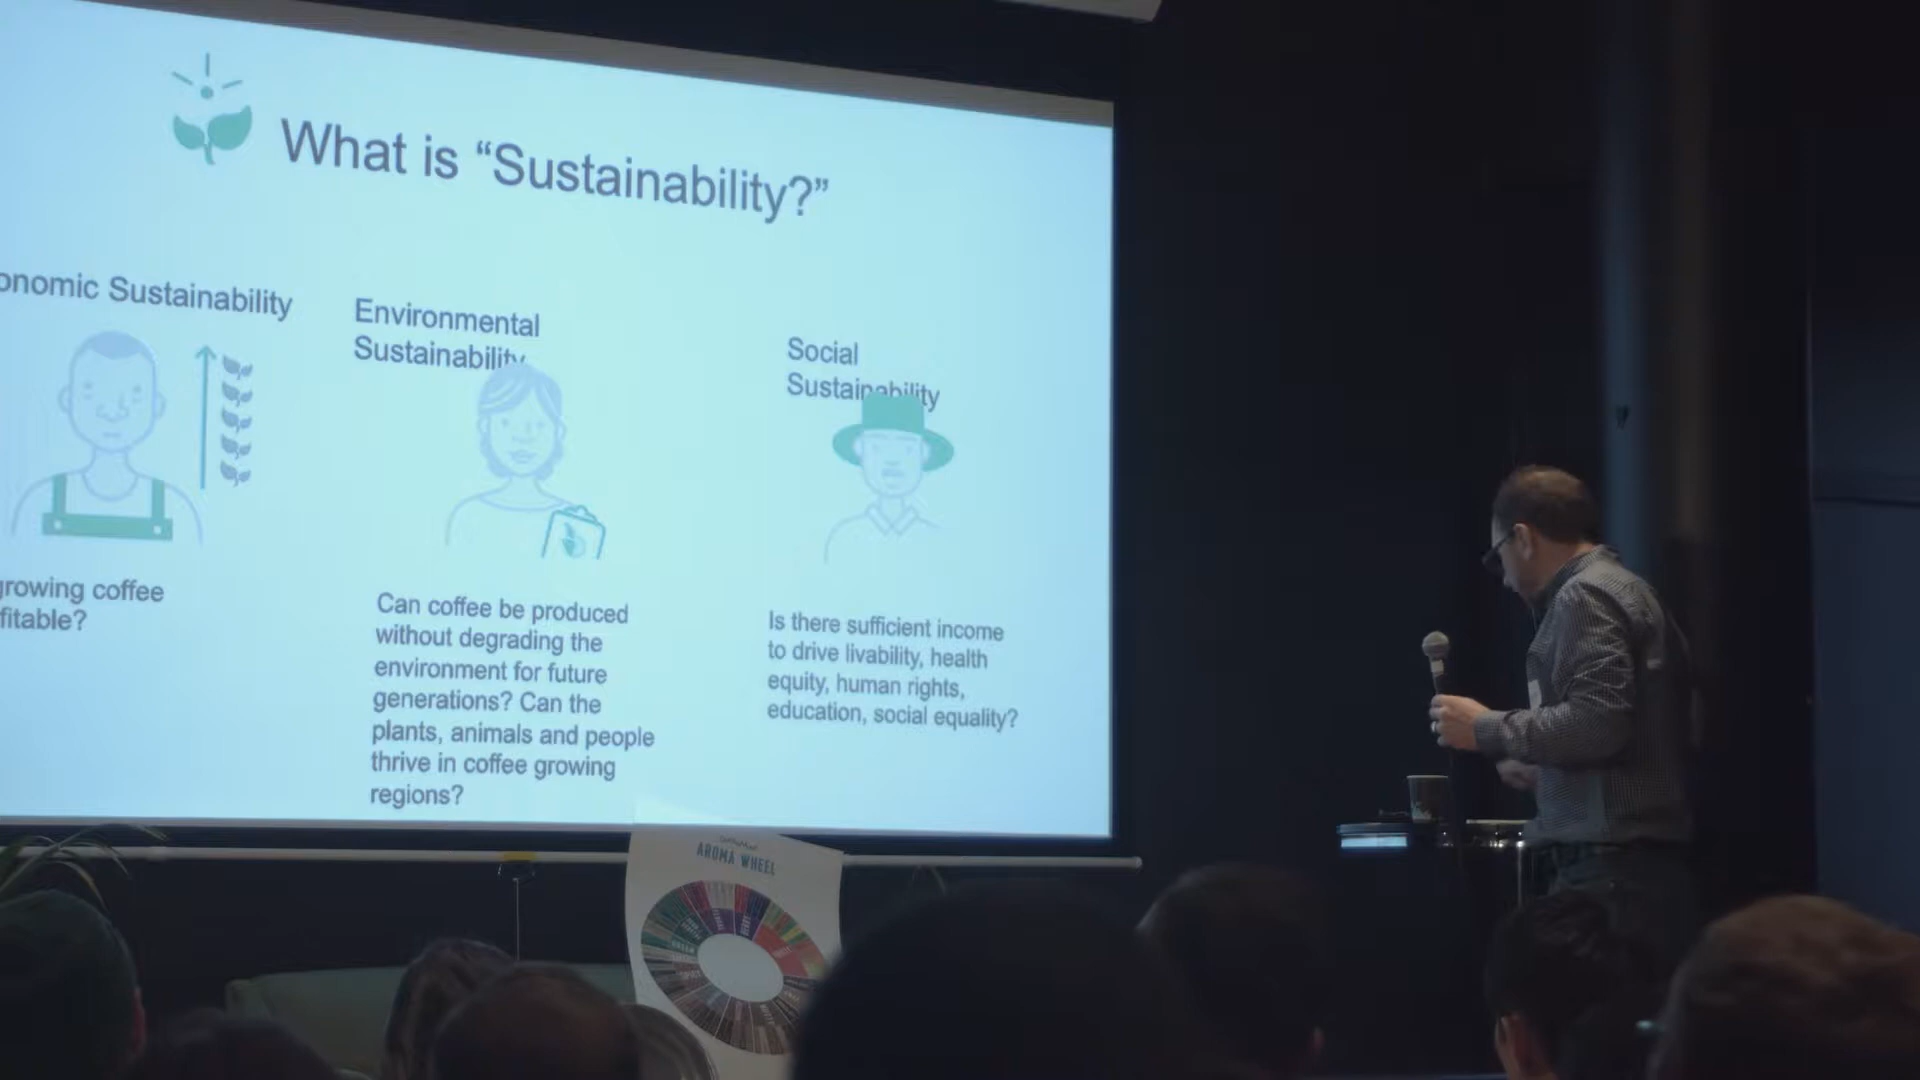 What is “Sustainability?”
onomic Sustainability
growing coffee
fitable?
Environmental
Sustainability
Can coffee be produced
without degrading the
environment for future
generations? Can the
plants, animals and people
thrive in coffee growing
regions?
Social
Sustainability
Is there sufficient income
to drive livability, health
equity, human rights,
education, social equality?
AROMA WHEEL